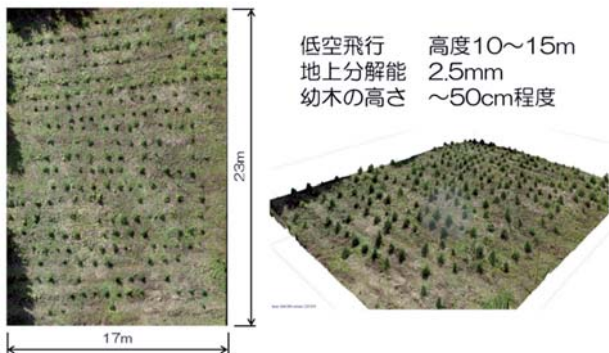 低空飛行 高度10～15m
地上分解能 2.5mm
幼木の高さ ～50cm程度
23m
17m